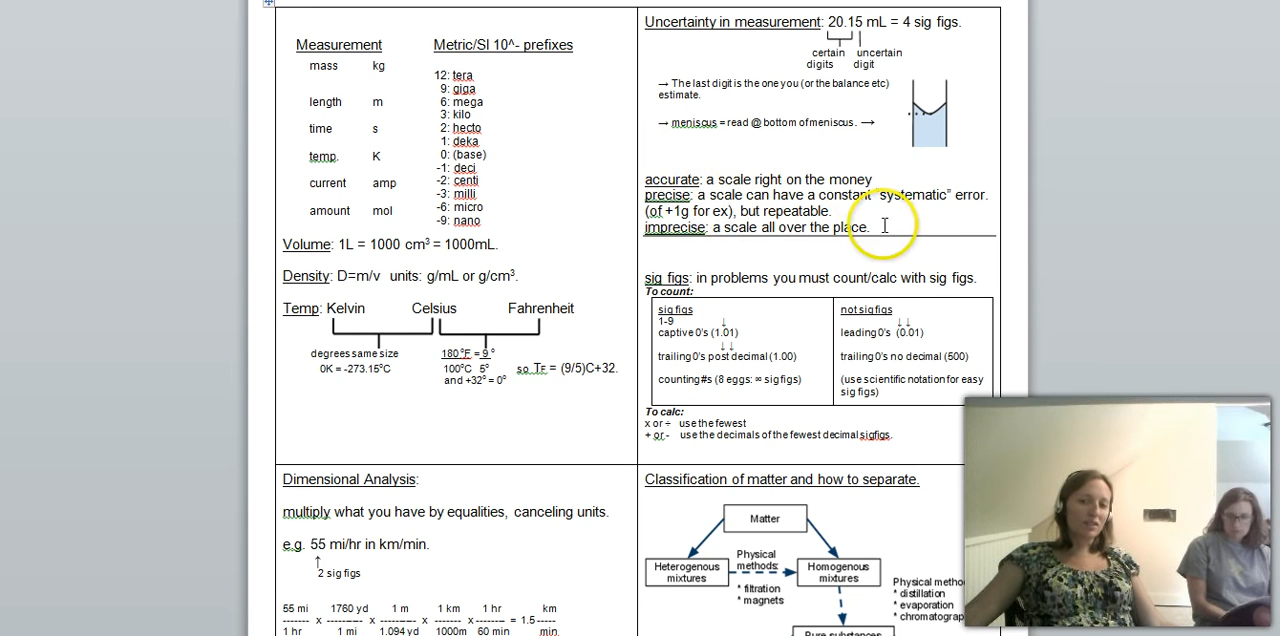 Measurement
Metric/SI 10^- prefixes
mass kg
length m
time s
temp. K
current amp
amount mol
12: tera
9: giga
6: mega
3: kilo
2: hecto
1: deka
0: (base)
-1: deci
-2: centi
-3: milli
-6: micro
-9: nano
Volume: 1L = 1000 cm³ = 1000mL.
Density: D=m/v units: g/mL or g/cm³.
Temp: Kelvin Celsius Fahrenheit
degrees same size
0K = -273.15°C
180°F = 9°
100°C 5°
and +32° = 0°
so TF = (9/5)C+32.
Uncertainty in measurement: 20.15 mL = 4 sig figs.
certain digits
uncertain digit
→ The last digit is the one you (or the balance etc)
estimate.
→ meniscus = read @ bottom of meniscus. →
accurate: a scale right on the money
precise: a scale can have a constant "systematic" error.
(of +1g for ex), but repeatable.
imprecise: a scale all over the place.
sig figs: in problems you must count/calc with sig figs.
To count:
sig figs
1-9 ↓
captive 0's (1.01)
↓↓
trailing 0's post decimal (1.00)
counting #s (8 eggs: ∞ sig figs)
not sig figs
↓↓
leading 0's (0.01)
trailing 0's no decimal (500)
(use scientific notation for easy
sig figs)
To calc:
x or ÷ use the fewest
+ or - use the decimals of the fewest decimal sigfigs.
Dimensional Analysis:
multiply what you have by equalities, canceling units.
e.g. 55 mi/hr in km/min.
↑
2 sig figs
55 mi 1760 yd 1 m 1 km 1 hr km
------ x -------- x ------- x ------- x ------- = 1.5 -----
1 hr 1 mi 1.094 yd 1000m 60 min min.
Classification of matter and how to separate.
Matter
Heterogenous
mixtures
Physical
methods:
* filtration
* magnets
Homogenous
mixtures
Physical
* distillation
* evaporation
Pure substances